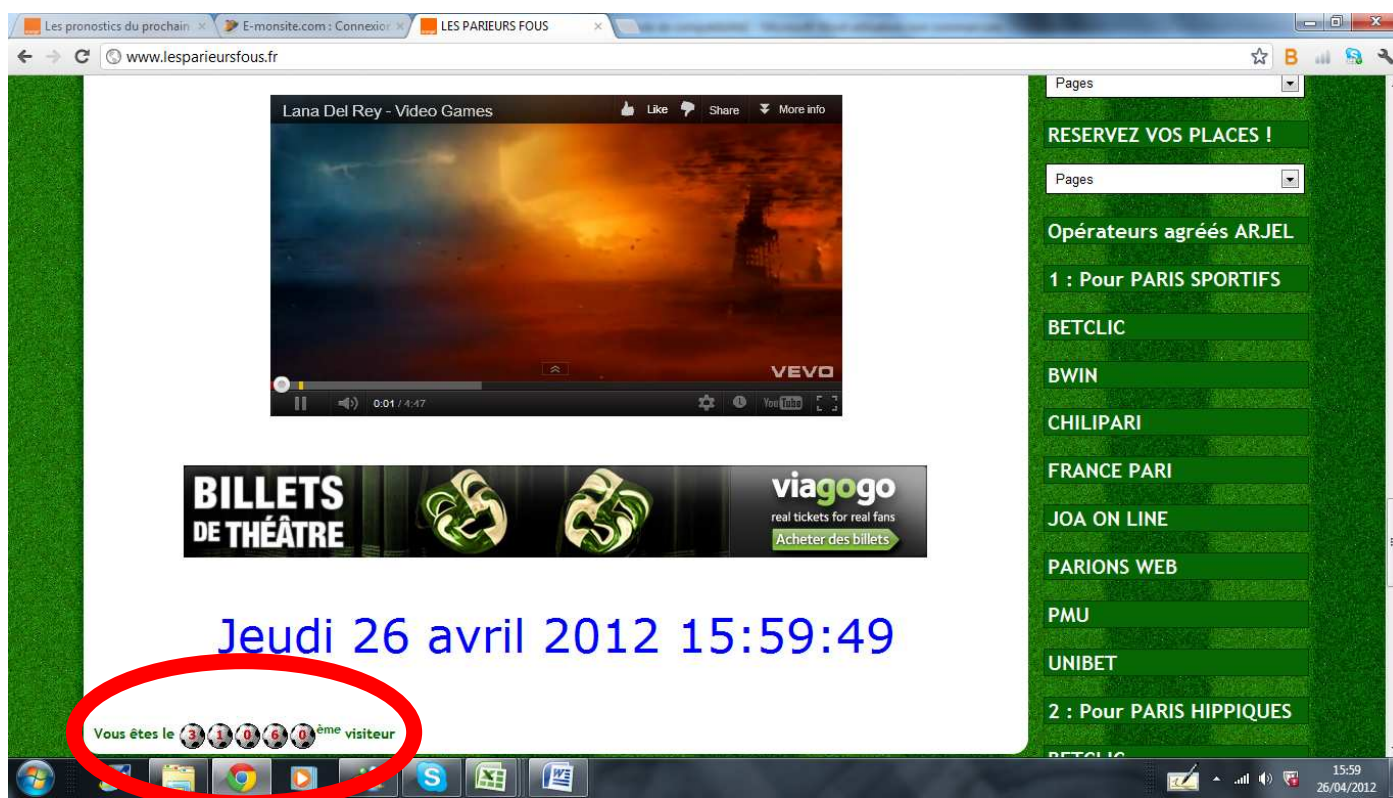 Les pronostics du prochain
E-monsite.com : Connexion
LES PARIEURS FOUS
www.lesparieursfous.fr
Lana Del Rey - Video Games
Like
Share
More info
vevo
0:01 / 4:47
YouTube
BILLETS
DE THÉÂTRE
viagogo
real tickets for real fans
Acheter des billets
Jeudi 26 avril 2012 15:59:49
Vous êtes le 31060ème visiteur
Pages
RESERVEZ VOS PLACES !
Pages
Opérateurs agréés ARJEL
1 : Pour PARIS SPORTIFS
BETCLIC
BWIN
CHILIPARI
FRANCE PARI
JOA ON LINE
PARIONS WEB
PMU
UNIBET
2 : Pour PARIS HIPPIQUES
BETCLIC
15:59
26/04/2012